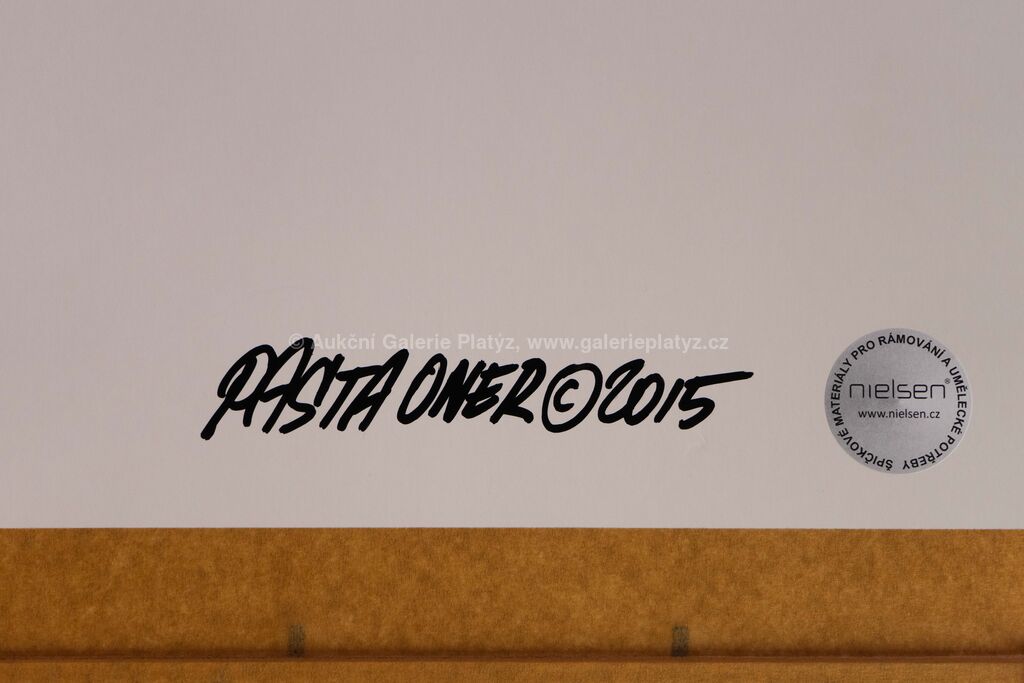 © Aukční Galerie Platýz, www.galerieplatyz.cz
PASTA ONER © 2015
ŠPIČKOVÉ MATERIÁLY PRO RÁMOVÁNÍ A UMĚLECKÉ POTŘEBY
nielsen®
www.nielsen.cz